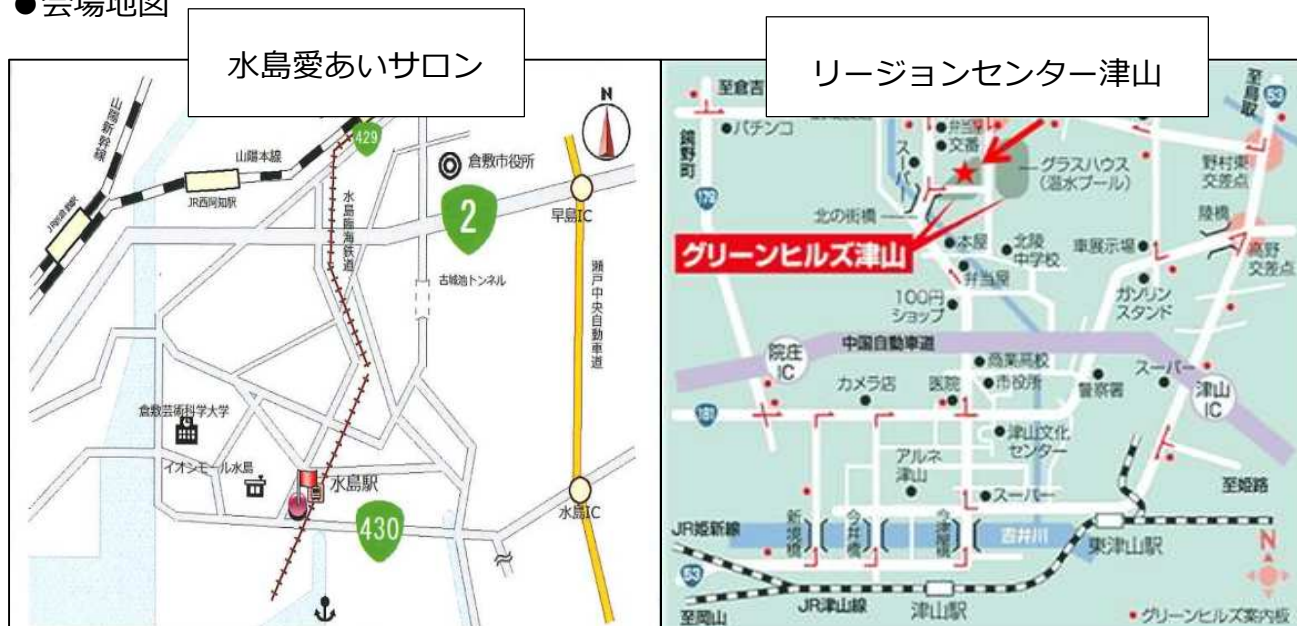 ●会場地図
水島愛あいサロン
山陽新幹線
山陽本線
JR西阿知駅
429
水島臨海鉄道
倉敷市役所
N
2
早島IC
古城池トンネル
瀬戸中央自動車道
倉敷芸術科学大学
イオンモール水島
水島駅
430
水島IC
リージョンセンター津山
至倉吉
至鳥取
53
パチンコ
弁当屋
交番
スーパー
鏡野町
グラスハウス
(温水プール)
野村東
交差点
179
北の街橋
陸橋
グリーンヒルズ津山
本屋
北陵
中学校
車展示場
高野
交差点
弁当屋
100円
ショップ
ガソリン
スタンド
中国自動車道
院庄
IC
商業高校
カメラ店
医院
市役所
警察署
スーパー
津山
IC
181
津山文化
センター
アルネ
津山
スーパー
至姫路
JR姫新線
新境橋
今井橋
今津屋橋
吉井川
東津山駅
N
53
JR津山線
津山駅
至岡山
グリーンヒルズ案内板